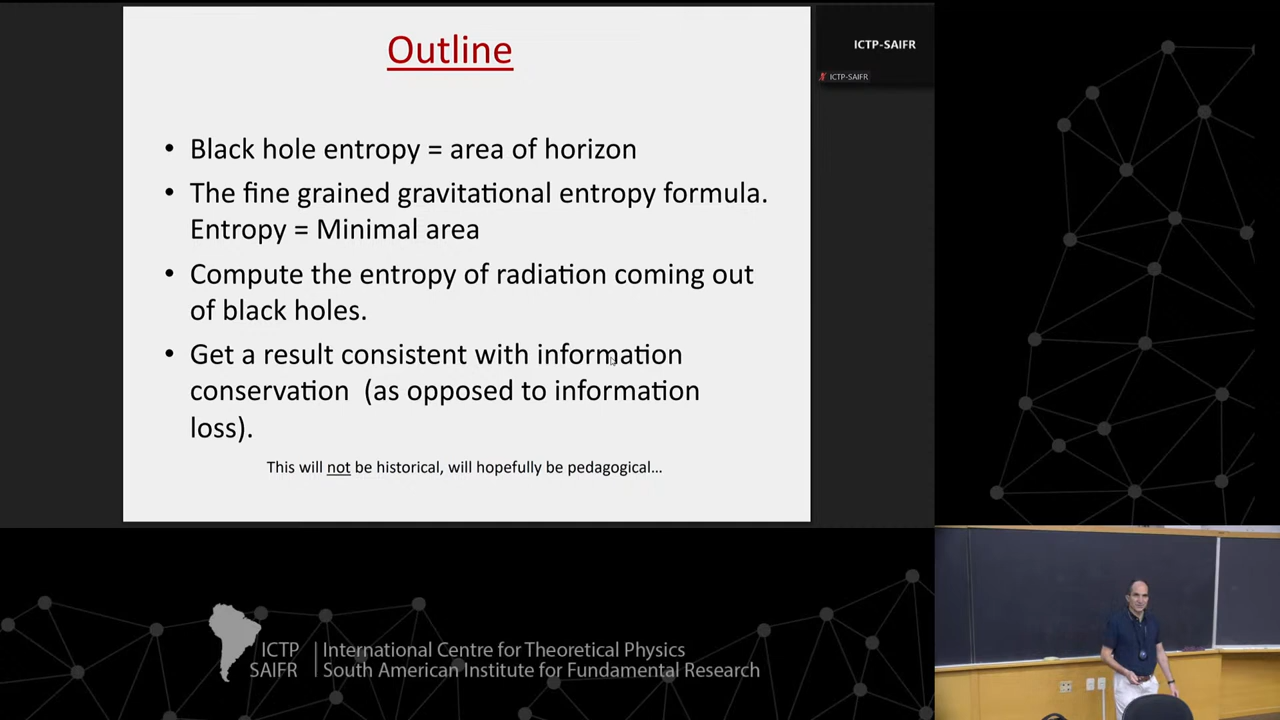 Outline
• Black hole entropy = area of horizon
• The fine grained gravitational entropy formula.
Entropy = Minimal area
• Compute the entropy of radiation coming out
of black holes.
• Get a result consistent with information
conservation (as opposed to information
loss).
This will not be historical, will hopefully be pedagogical...
ICTP-SAIFR
ICTP-SAIFR
ICTP
SAIFR
International Centre for Theoretical Physics
South American Institute for Fundamental Research